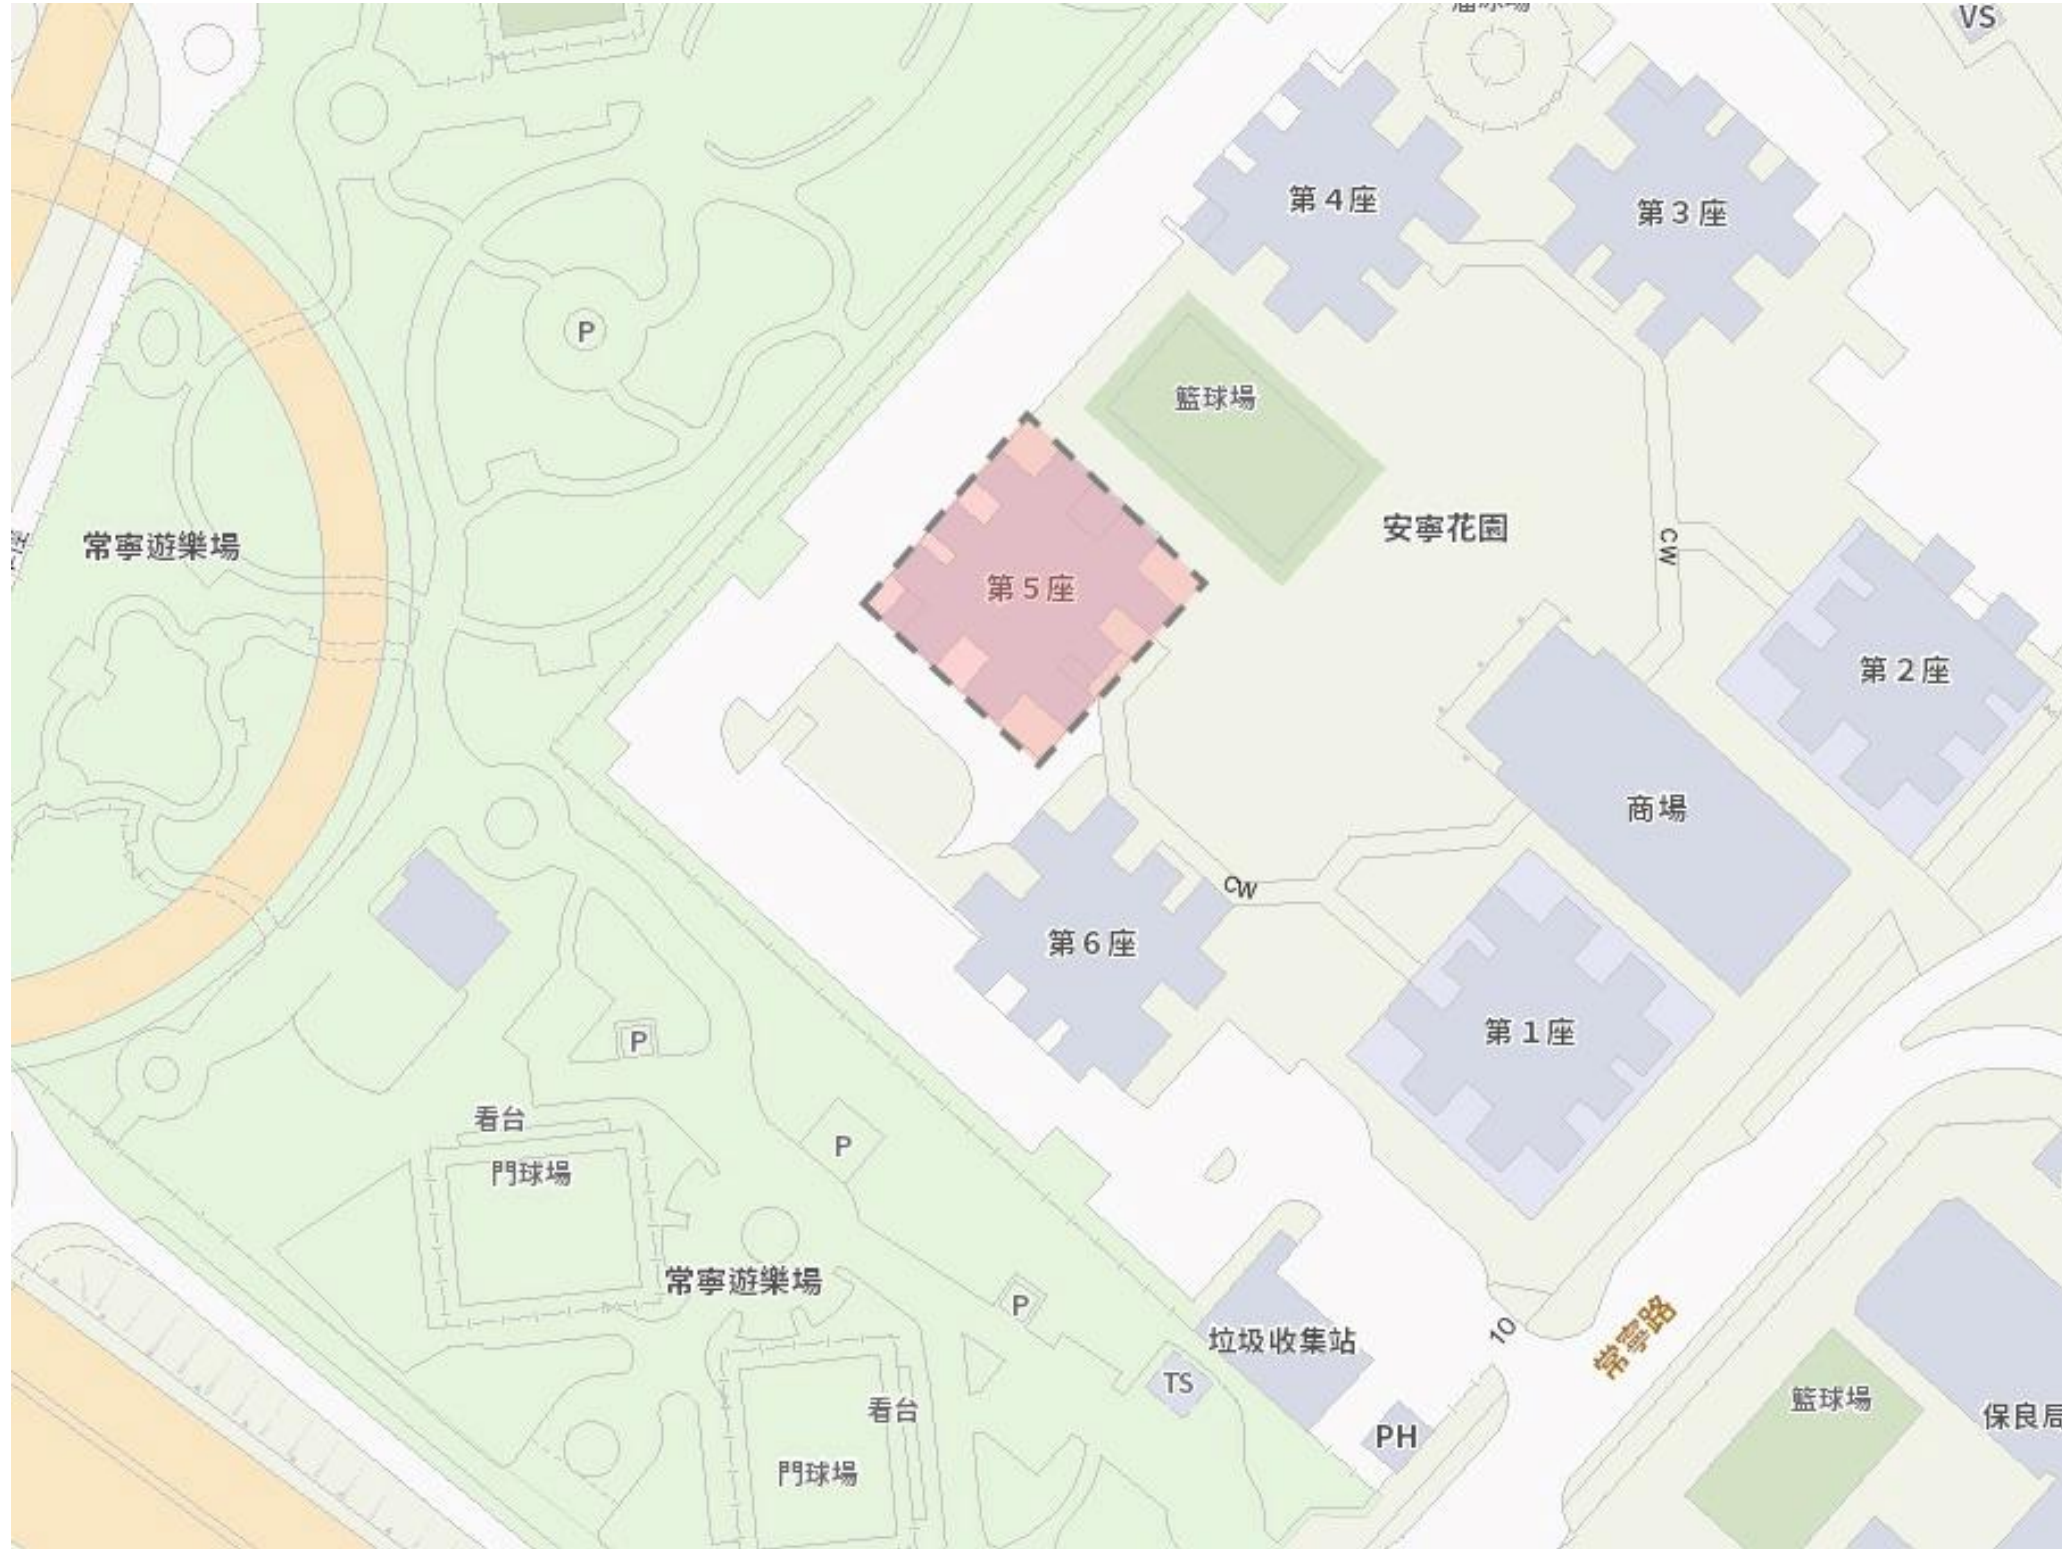 VS
第4座
第3座
P
籃球場
安寧花園
CW
常寧遊樂場
第5座
第2座
商場
CW
第6座
第1座
P
看台
P
門球場
常寧遊樂場
P
垃圾收集站
10
常寧路
TS
看台
PH
籃球場
保良局
門球場